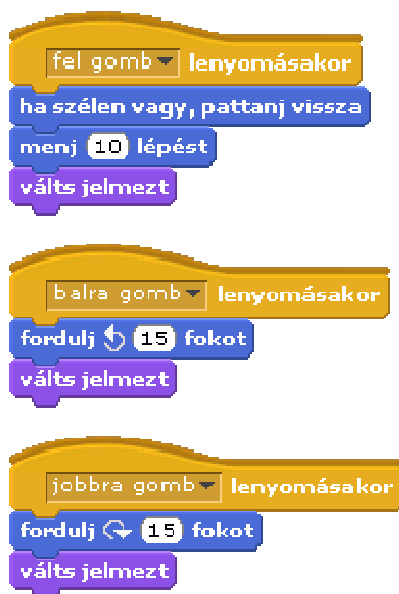 fel gomb lenyomásakor
ha szélen vagy, pattanj vissza
menj 10 lépést
válts jelmezt
balra gomb lenyomásakor
fordulj 15 fokot
válts jelmezt
jobbra gomb lenyomásakor
fordulj 15 fokot
válts jelmezt